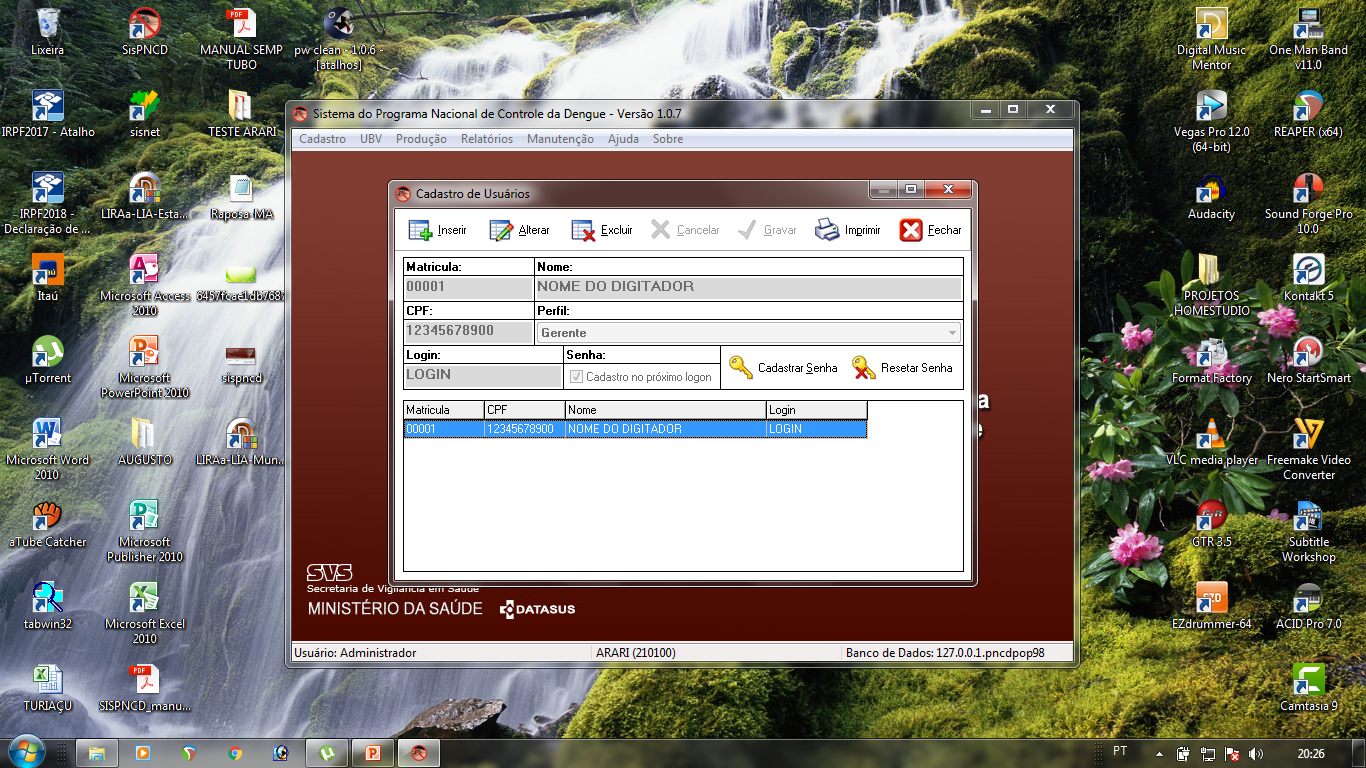 Lixeira
SisPNCD
MANUAL SEMP
TUBO
pw clean - 1.0.6 -
[atalhos]
Digital Music
Mentor
One Man Band
v11.0
IRPF2017 - Atalho
sisnet
TESTE ARARI
Vegas Pro 12.0
(64-bit)
REAPER (x64)
IRPF2018 -
Declaração de ...
LIRAa-LIA-Esta...
Raposa-MA
Audacity
Sound Forge Pro
10.0
Itaú
Microsoft Access
2010
PROJETOS
HOMESTUDIO
Kontakt 5
µTorrent
Microsoft
PowerPoint 2010
sispncd
Format Factory
Nero StartSmart
Microsoft Word
2010
AUGUSTO
LIRAa-LIA-Mun...
VLC media player
Freemake Video
Converter
aTube Catcher
Microsoft
Publisher 2010
GTR 3.5
Subtitle
Workshop
tabwin32
Microsoft Excel
2010
EZdrummer-64
ACID Pro 7.0
TURIAÇU
SISPNCD_manu...
Camtasia 9
Sistema do Programa Nacional de Controle da Dengue - Versão 1.0.7
Cadastro UBV Produção Relatórios Manutenção Ajuda Sobre
Cadastro de Usuários
Inserir Alterar Excluir Cancelar Gravar Imprimir Fechar
Matricula: Nome:
00001 NOME DO DIGITADOR
CPF: Perfil:
12345678900 Gerente
Login: Senha:
LOGIN Cadastro no próximo logon Cadastrar Senha Resetar Senha
Matricula CPF Nome Login
00001 12345678900 NOME DO DIGITADOR LOGIN
SVS
Secretaria de Vigilância em Saúde
MINISTÉRIO DA SAÚDE DATASUS
Usuário: Administrador ARARI (210100) Banco de Dados: 127.0.0.1.pncdpop98
PT 20:26